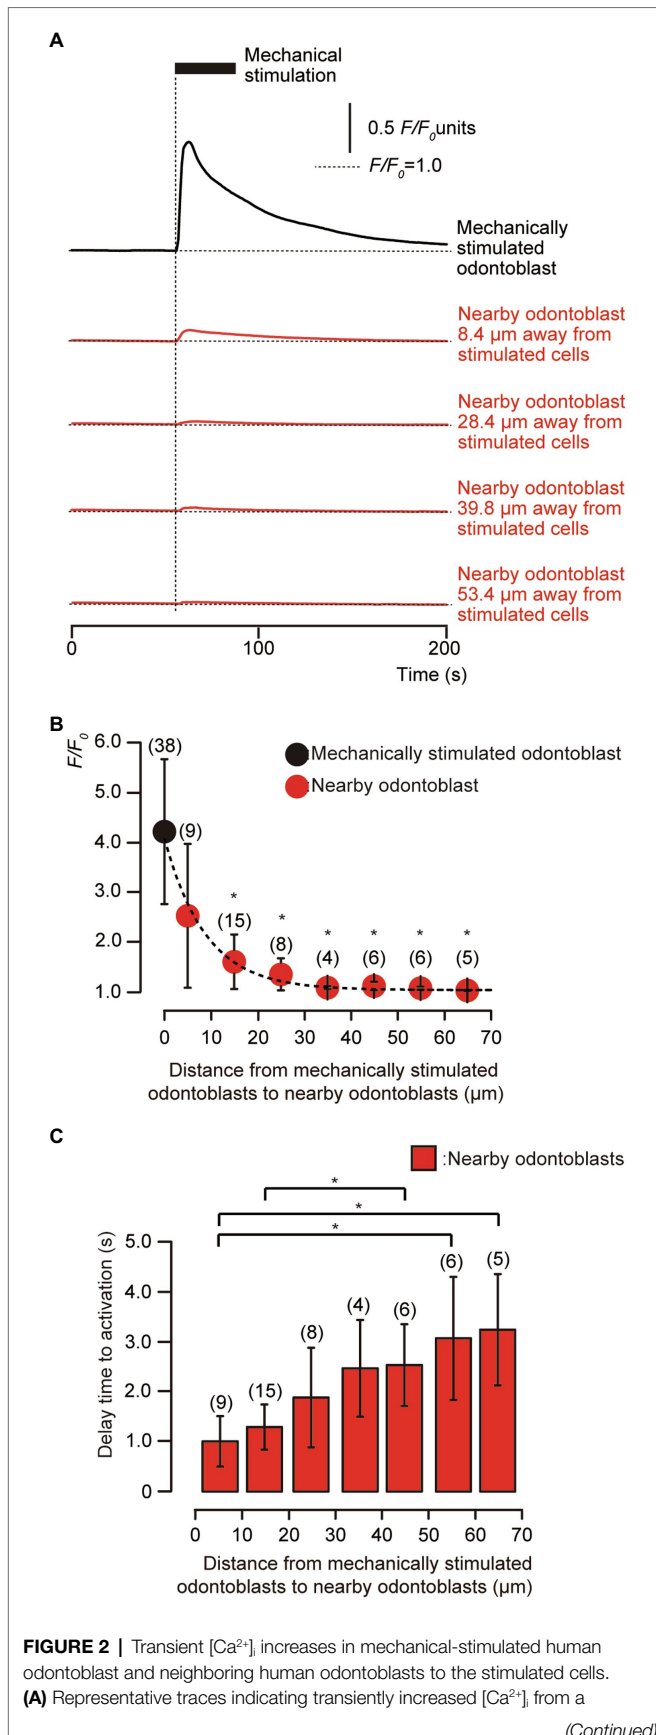 A
Mechanical
stimulation
0.5 F/F0units
F/F0=1.0
Mechanically
stimulated
odontoblast
Nearby odontoblast
8.4 µm away from
stimulated cells
Nearby odontoblast
28.4 µm away from
stimulated cells
Nearby odontoblast
39.8 µm away from
stimulated cells
Nearby odontoblast
53.4 µm away from
stimulated cells
0 100 200
Time (s)
B
F/F0
6.0
5.0
4.0
3.0
2.0
1.0
:Mechanically stimulated odontoblast
:Nearby odontoblast
(38)
(9)
* * * * * *
(15) (8) (4) (6) (6) (5)
0 10 20 30 40 50 60 70
Distance from mechanically stimulated
odontoblasts to nearby odontoblasts (µm)
C
:Nearby odontoblasts
*
*
*
Delay time to activation (s)
5.0
4.0
3.0
2.0
1.0
0
(9) (15) (8) (4) (6) (6) (5)
0 10 20 30 40 50 60 70
Distance from mechanically stimulated
odontoblasts to nearby odontoblasts (µm)
FIGURE 2 | Transient [Ca2+]i increases in mechanical-stimulated human
odontoblast and neighboring human odontoblasts to the stimulated cells.
(A) Representative traces indicating transiently increased [Ca2+]i from a
(Continued)